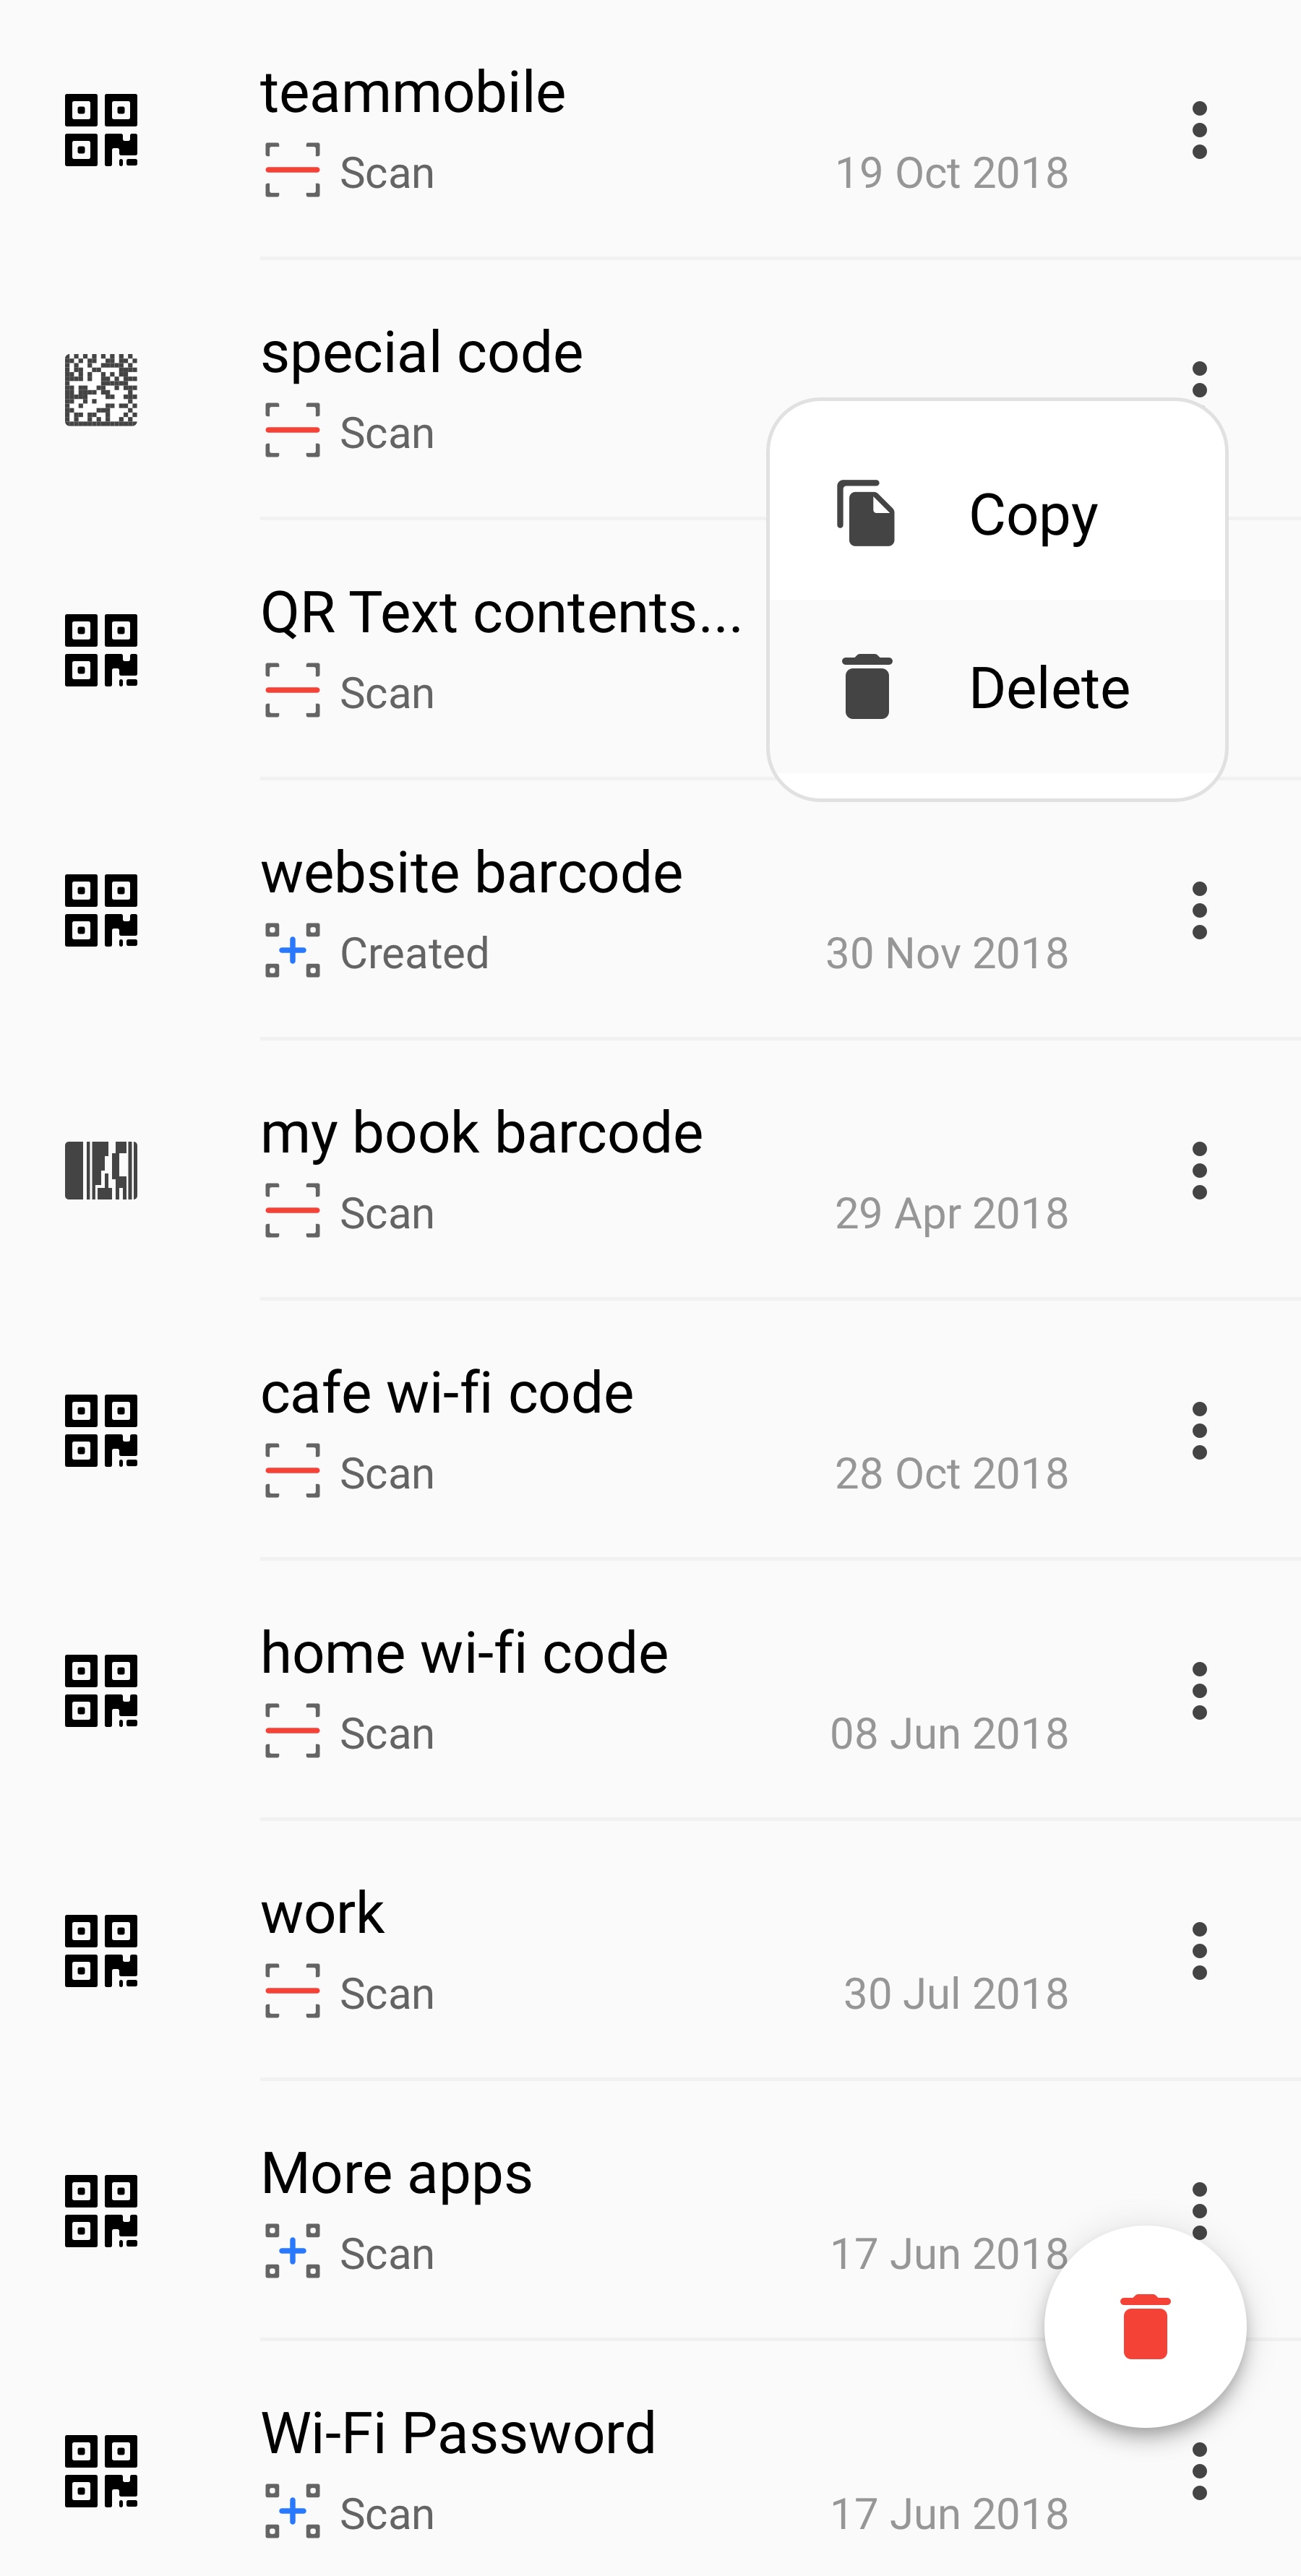 teammobile
Scan 19 Oct 2018
special code
Scan
Copy
QR Text contents...
Scan
Delete
website barcode
Created 30 Nov 2018
my book barcode
Scan 29 Apr 2018
cafe wi-fi code
Scan 28 Oct 2018
home wi-fi code
Scan 08 Jun 2018
work
Scan 30 Jul 2018
More apps
Scan 17 Jun 2018
Wi-Fi Password
Scan 17 Jun 2018